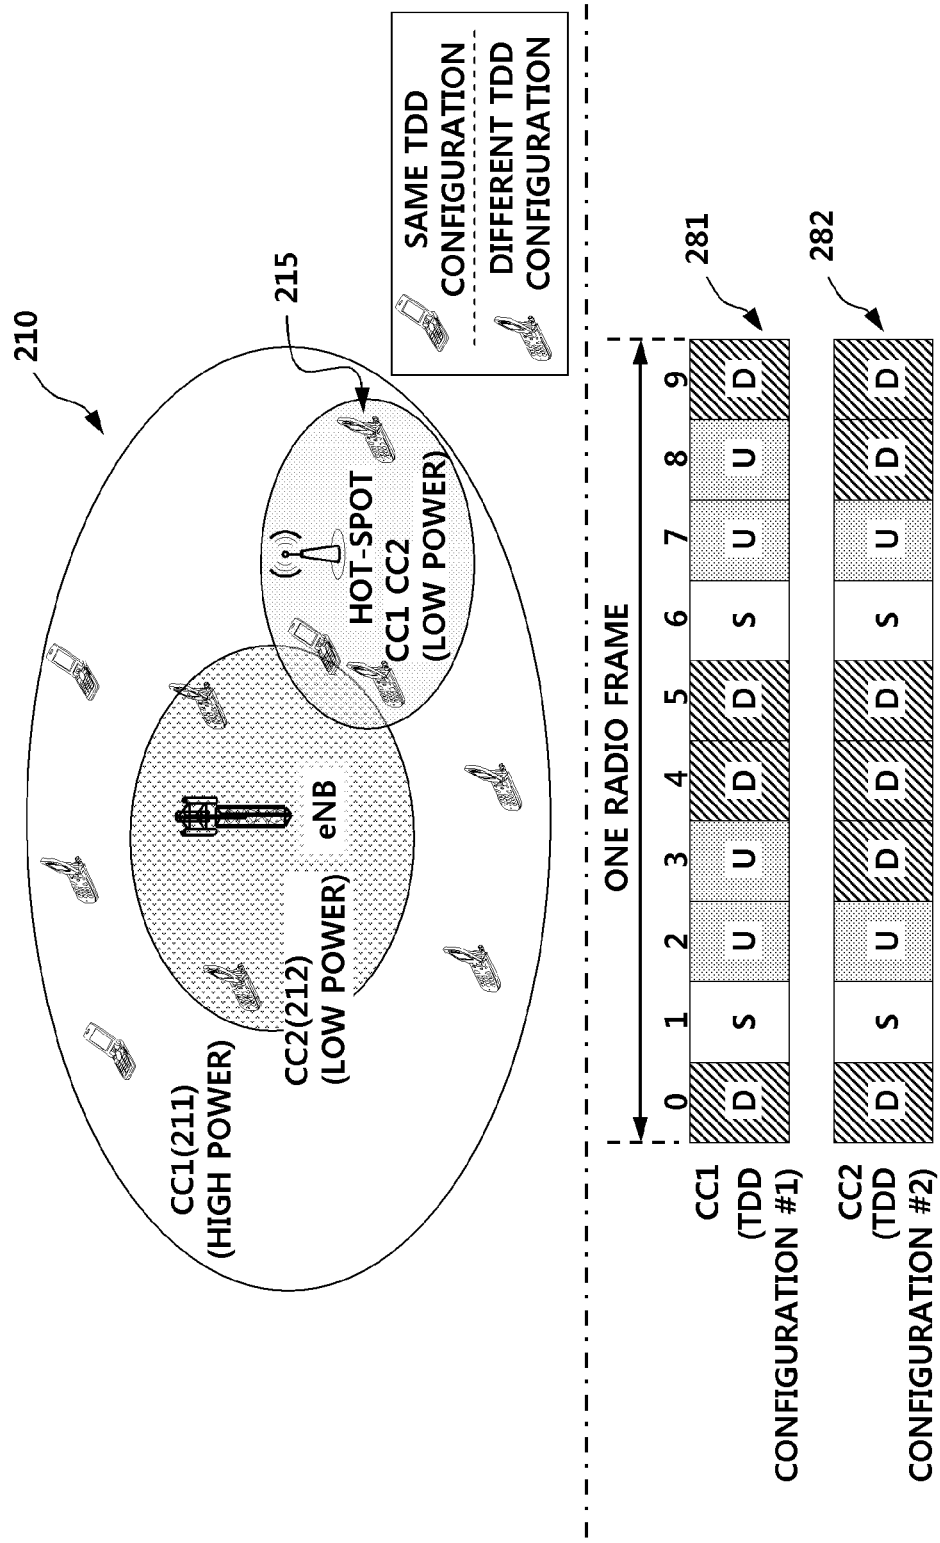 210
215
SAME TDD
CONFIGURATION
DIFFERENT TDD
CONFIGURATION
HOT-SPOT
CC1 CC2
(LOW POWER)
eNB
CC1(211)
(HIGH POWER)
CC2(212)
(LOW POWER)
ONE RADIO FRAME
0 1 2 3 4 5 6 7 8 9
CC1
(TDD
CONFIGURATION #1)
D S U U D D S U U D
281
CC2
(TDD
CONFIGURATION #2)
D S U D D D S U D D
282